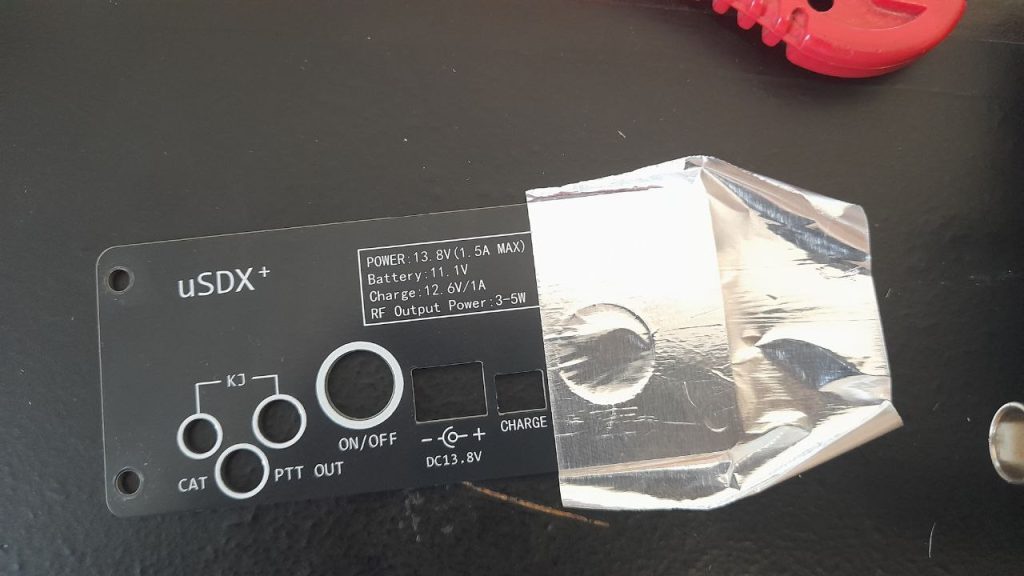 uSDX⁺
POWER:13.8V(1.5A MAX)
Battery:11.1V
Charge:12.6V/1A
RF Output Power:3-5W
KJ
ON/OFF
CHARGE
− +
DC13.8V
CAT
PTT OUT